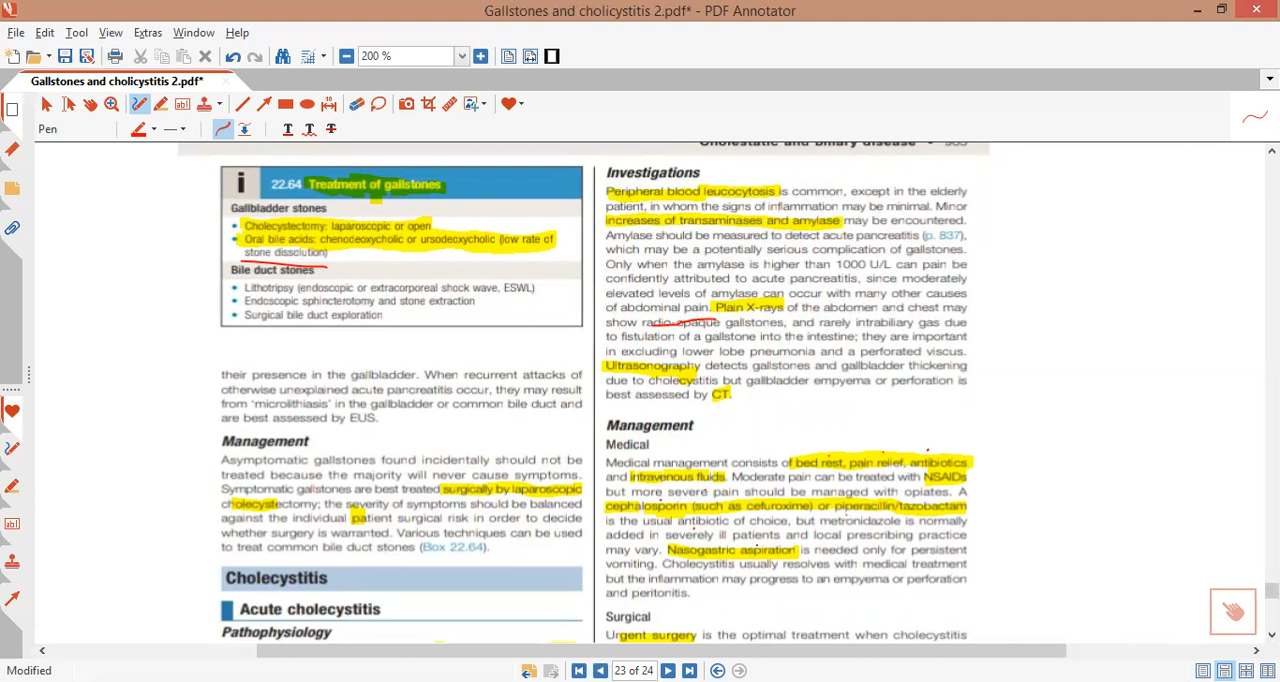 Gallstones and cholicystitis 2.pdf* - PDF Annotator
File Edit Tool View Extras Window Help
200 %
Gallstones and cholicystitis 2.pdf*
Pen
Cholestatic and biliary disease • 985
i 22.64 Treatment of gallstones
Gallbladder stones
• Cholecystectomy: laparoscopic or open
• Oral bile acids: chenodeoxycholic or ursodeoxycholic (low rate of
stone dissolution)
Bile duct stones
• Lithotripsy (endoscopic or extracorporeal shock wave, ESWL)
• Endoscopic sphincterotomy and stone extraction
• Surgical bile duct exploration
their presence in the gallbladder. When recurrent attacks of
otherwise unexplained acute pancreatitis occur, they may result
from 'microlithiasis' in the gallbladder or common bile duct and
are best assessed by EUS.
Management
Asymptomatic gallstones found incidentally should not be
treated because the majority will never cause symptoms.
Symptomatic gallstones are best treated surgically by laparoscopic
cholecystectomy; the severity of symptoms should be balanced
against the individual patient surgical risk in order to decide
whether surgery is warranted. Various techniques can be used
to treat common bile duct stones (Box 22.64).
Cholecystitis
Acute cholecystitis
Pathophysiology
Investigations
Peripheral blood leucocytosis is common, except in the elderly
patient, in whom the signs of inflammation may be minimal. Minor
increases of transaminases and amylase may be encountered.
Amylase should be measured to detect acute pancreatitis (p. 837),
which may be a potentially serious complication of gallstones.
Only when the amylase is higher than 1000 U/L can pain be
confidently attributed to acute pancreatitis, since moderately
elevated levels of amylase can occur with many other causes
of abdominal pain. Plain X-rays of the abdomen and chest may
show radio-opaque gallstones, and rarely intrabiliary gas due
to fistulation of a gallstone into the intestine; they are important
in excluding lower lobe pneumonia and a perforated viscus.
Ultrasonography detects gallstones and gallbladder thickening
due to cholecystitis but gallbladder empyema or perforation is
best assessed by CT.
Management
Medical
Medical management consists of bed rest, pain relief, antibiotics
and intravenous fluids. Moderate pain can be treated with NSAIDs
but more severe pain should be managed with opiates. A
cephalosporin (such as cefuroxime) or piperacillin/tazobactam
is the usual antibiotic of choice, but metronidazole is normally
added in severely ill patients and local prescribing practice
may vary. Nasogastric aspiration is needed only for persistent
vomiting. Cholecystitis usually resolves with medical treatment
but the inflammation may progress to an empyema or perforation
and peritonitis.
Surgical
Urgent surgery is the optimal treatment when cholecystitis
Modified
23 of 24